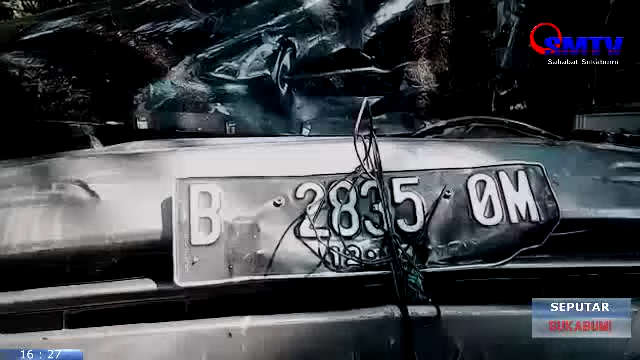 SMTV
Sahabat Sukabumi
B 2835 0M
SEPUTAR
SUKABUMI
16 : 27